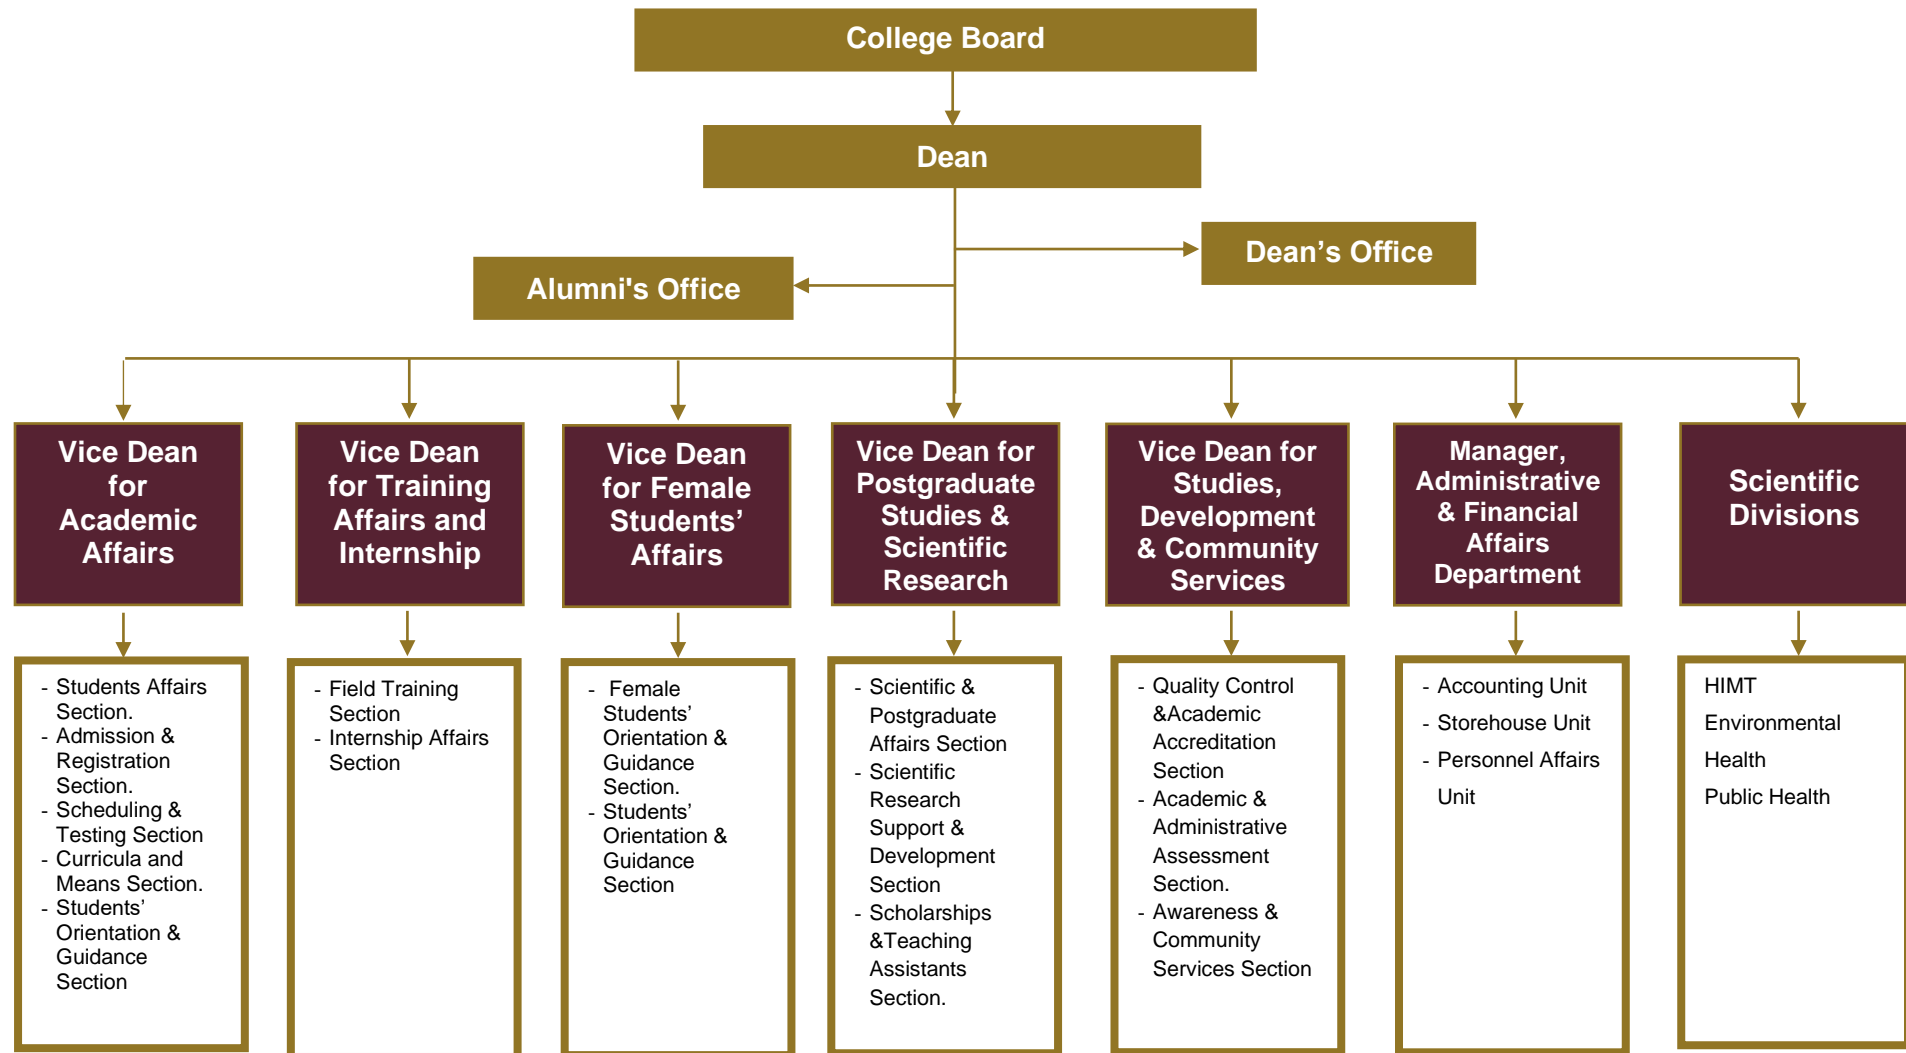 College Board
Dean
Dean’s Office
Alumni's Office
Vice Dean
for
Academic
Affairs
Vice Dean
for Training
Affairs and
Internship
Vice Dean
for Female
Students’
Affairs
Vice Dean for
Postgraduate
Studies &
Scientific
Research
Vice Dean for
Studies,
Development
& Community
Services
Manager,
Administrative
& Financial
Affairs
Department
Scientific
Divisions
- Students Affairs
Section.
- Admission &
Registration
Section.
- Scheduling &
Testing Section
- Curricula and
Means Section.
- Students’
Orientation &
Guidance
Section
- Field Training
Section
- Internship Affairs
Section
- Female
Students’
Orientation &
Guidance
Section.
- Students’
Orientation &
Guidance
Section
- Scientific &
Postgraduate
Affairs Section
- Scientific
Research
Support &
Development
Section
- Scholarships
&Teaching
Assistants
Section.
- Quality Control
&Academic
Accreditation
Section
- Academic &
Administrative
Assessment
Section.
- Awareness &
Community
Services Section
- Accounting Unit
- Storehouse Unit
- Personnel Affairs
Unit
HIMT
Environmental
Health
Public Health